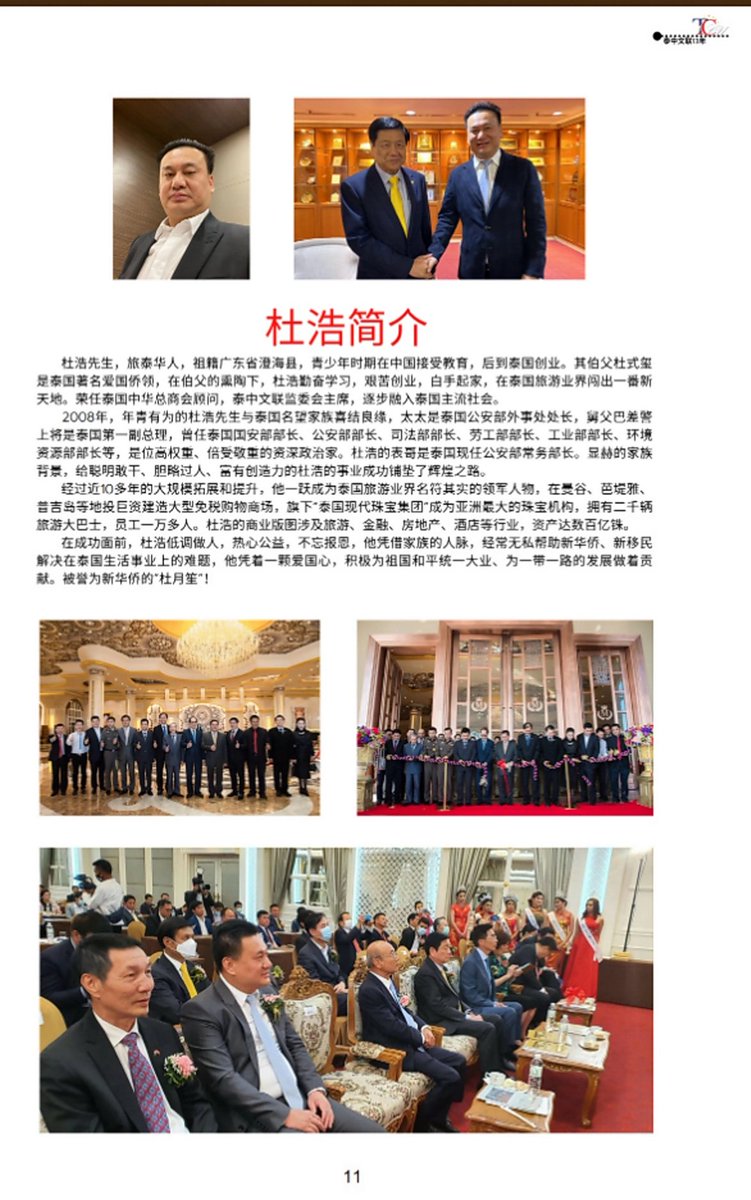 TC
泰中文联11年
杜浩简介
杜浩先生，旅泰华人，祖籍广东省澄海县，青少年时期在中国接受教育，后到泰国创业。其伯父杜式玺
是泰国著名爱国侨领，在伯父的熏陶下，杜浩勤奋学习，艰苦创业，白手起家，在泰国旅游业界闯出一番新
天地。荣任泰国中华总商会顾问，泰中文联监委会主席，逐步融入泰国主流社会。
2008年，年青有为的杜浩先生与泰国名望家族喜结良缘，太太是泰国公安部外事处处长，舅父巴差警
上将是泰国第一副总理，曾任泰国国安部部长、公安部部长、司法部部长、劳工部部长、工业部部长、环境
资源部部长等，是位高权重、倍受敬重的资深政治家。杜浩的表哥是泰国现任公安部常务部长。显赫的家族
背景，给聪明敢干、胆略过人、富有创造力的杜浩的事业成功铺垫了辉煌之路。
经过近10多年的大规模拓展和提升，他一跃成为泰国旅游业界名符其实的领军人物，在曼谷、芭堤雅、
普吉岛等地投巨资建造大型免税购物商场，旗下“泰国现代珠宝集团”成为亚洲最大的珠宝机构，拥有二千辆
旅游大巴士，员工一万多人。杜浩的商业版图涉及旅游、金融、房地产、酒店等行业，资产达数百亿铢。
在成功面前，杜浩低调做人，热心公益，不忘报恩，他凭借家族的人脉，经常无私帮助新华侨、新移民
解决在泰国生活事业上的难题，他凭着一颗爱国心，积极为祖国和平统一大业、为一带一路的发展做着贡
献。被誉为新华侨的“杜月笙”！
11